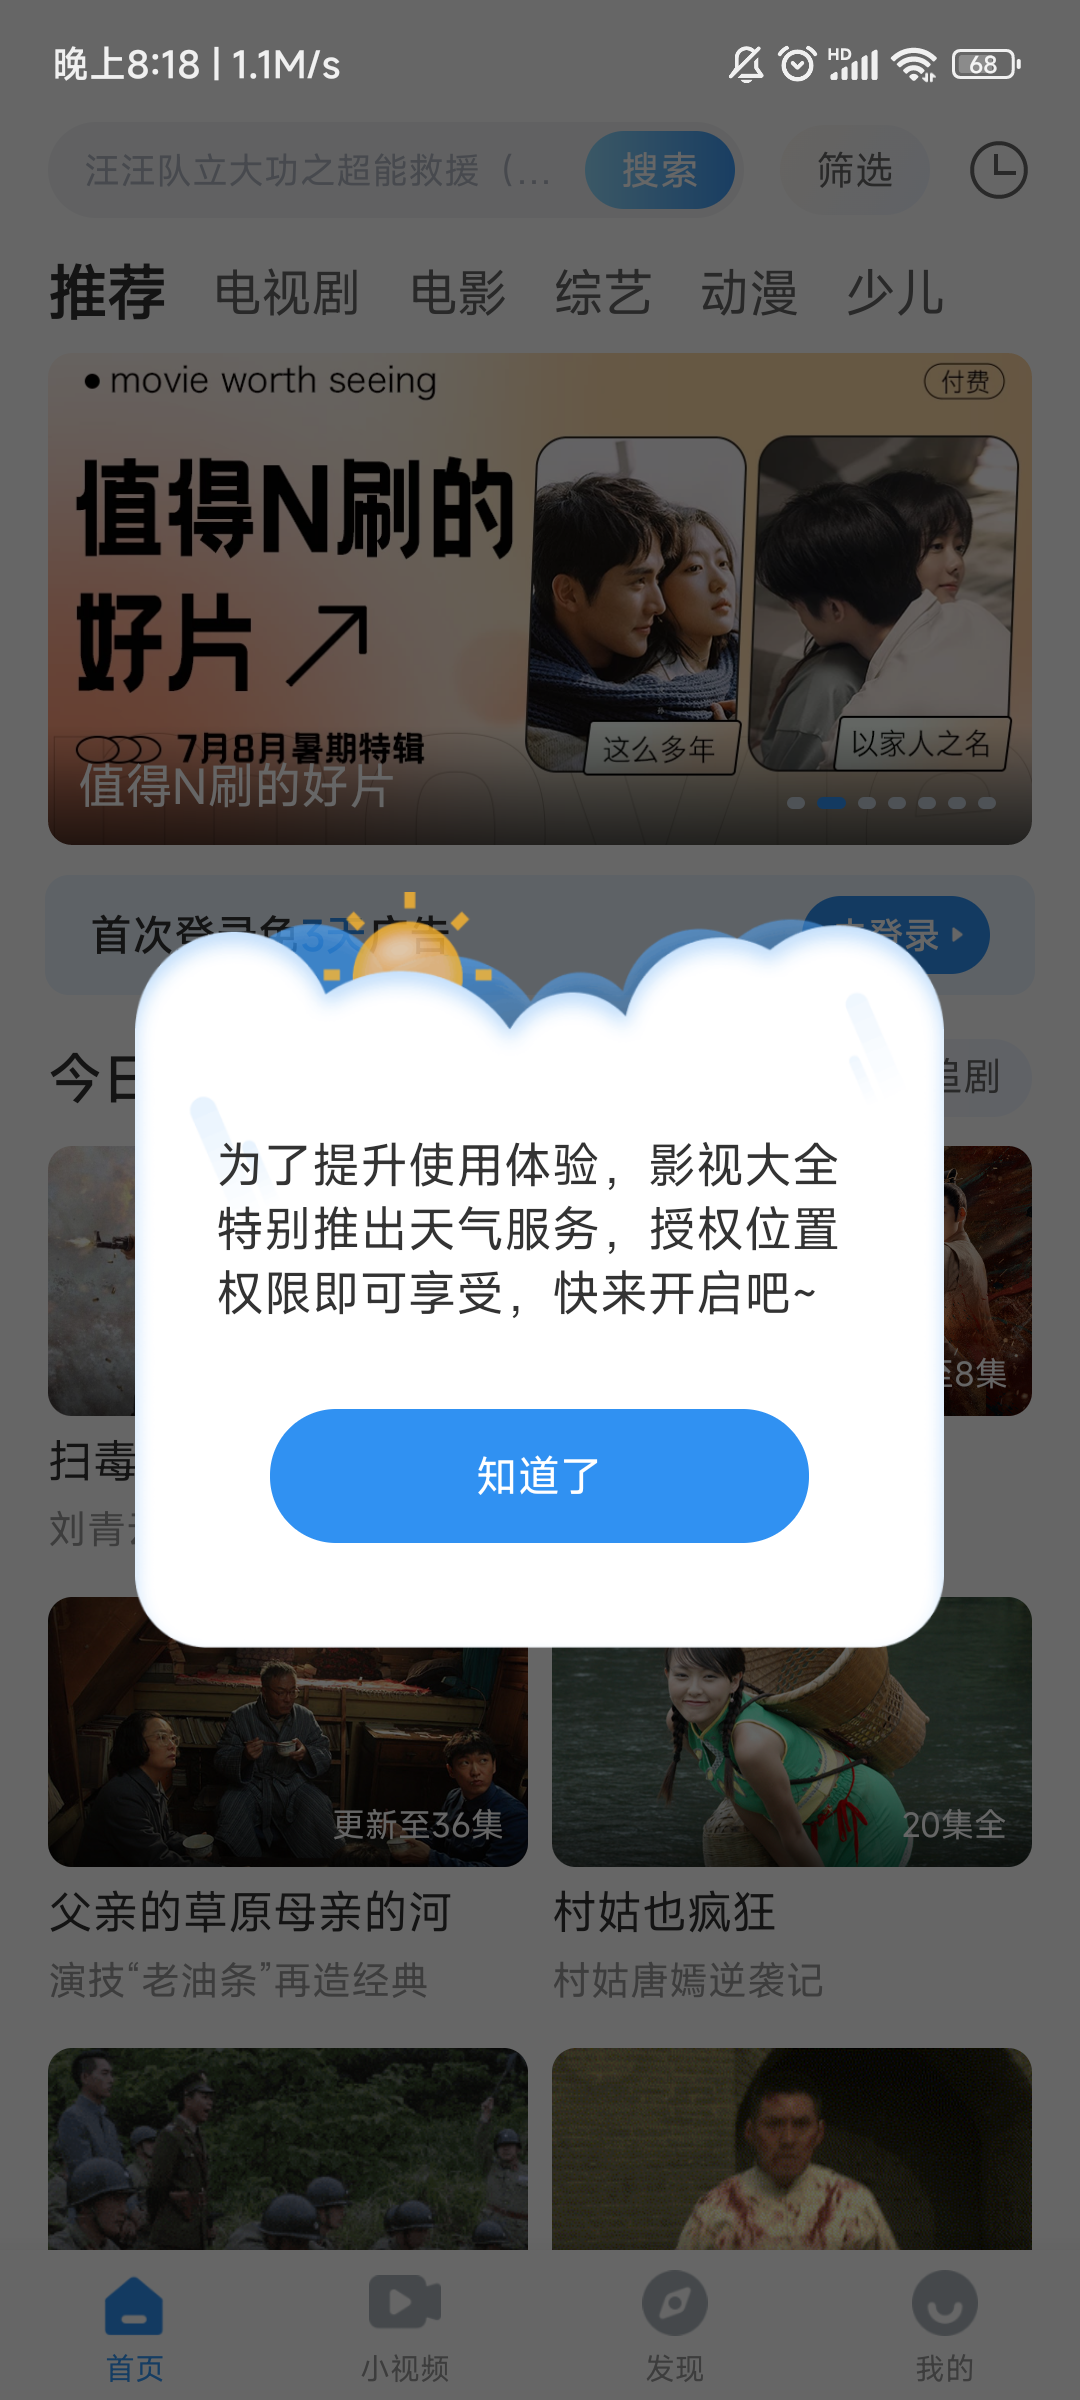 晚上8:18 | 1.1M/s
HD
68
汪汪队立大功之超能救援（...
搜索
筛选
推荐 电视剧 电影 综艺 动漫 少儿
movie worth seeing
付费
值得N刷的
好片
7月8月暑期特辑
这么多年
以家人之名
值得N刷的好片
首次登录免3天广告
去登录
今日
追剧
为了提升使用体验，影视大全
特别推出天气服务，授权位置
权限即可享受，快来开启吧~
知道了
至8集
扫毒
刘青云
更新至36集
20集全
父亲的草原母亲的河
村姑也疯狂
演技“老油条”再造经典
村姑唐嫣逆袭记
首页
小视频
发现
我的